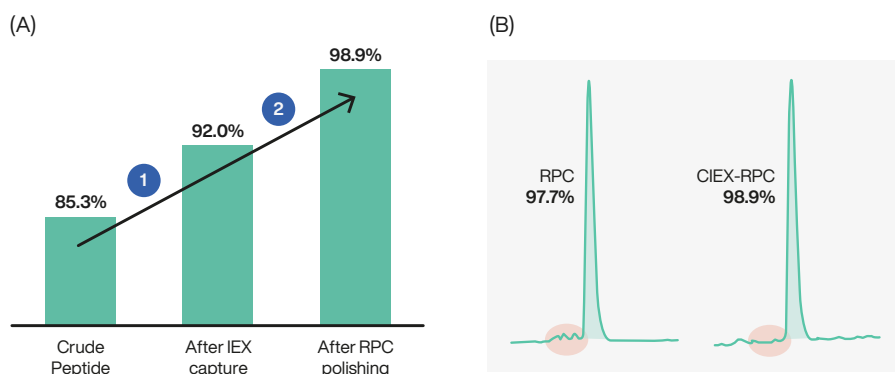 (A)
98.9%
2
92.0%
1
85.3%
Crude
Peptide
After IEX
capture
After RPC
polishing
(B)
RPC
97.7%
CIEX-RPC
98.9%